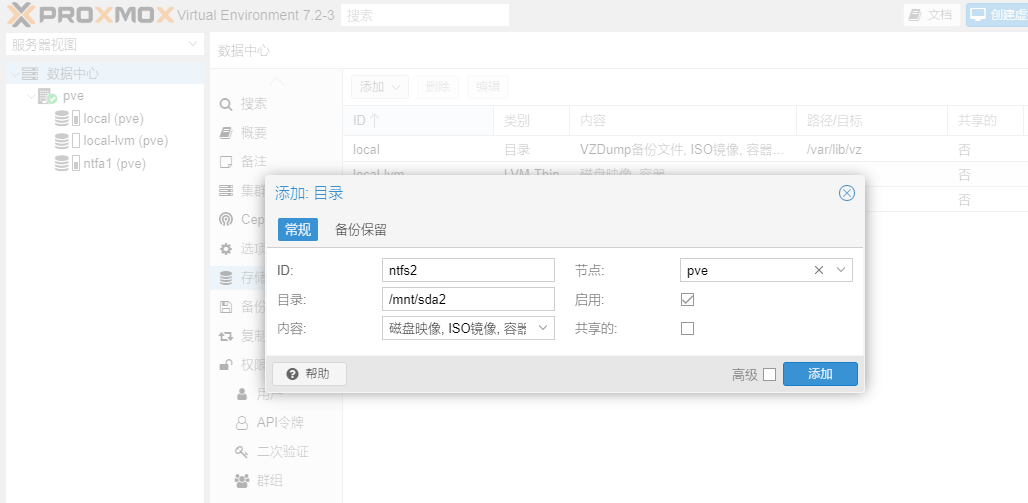 PROXMOX Virtual Environment 7.2-3 搜索 文档 创建虚
服务器视图
数据中心
数据中心
pve
local (pve)
local-lvm (pve)
ntfa1 (pve)
搜索
概要
备注
集群
Cep
选项
存储
备份
复制
权限
用户
API令牌
二次验证
群组
添加 删除 编辑
ID 类别 内容 路径/目标 共享的
local 目录 VZDump备份文件, ISO镜像, 容器... /var/lib/vz 否
local-lvm LVM-Thin 磁盘映像, 容器 否
否
添加: 目录
常规 备份保留
ID: ntfs2 节点: pve
目录: /mnt/sda2 启用:
内容: 磁盘映像, ISO镜像, 容器 共享的:
帮助 高级 添加